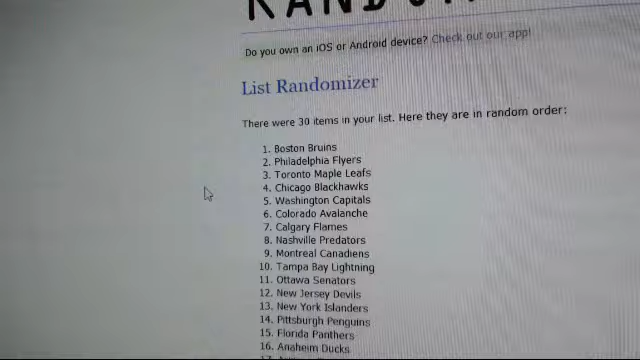 Do you own an iOS or Android device? Check out our app!
List Randomizer
There were 30 items in your list. Here they are in random order:
1. Boston Bruins
2. Philadelphia Flyers
3. Toronto Maple Leafs
4. Chicago Blackhawks
5. Washington Capitals
6. Colorado Avalanche
7. Calgary Flames
8. Nashville Predators
9. Montreal Canadiens
10. Tampa Bay Lightning
11. Ottawa Senators
12. New Jersey Devils
13. New York Islanders
14. Pittsburgh Penguins
15. Florida Panthers
16. Anaheim Ducks